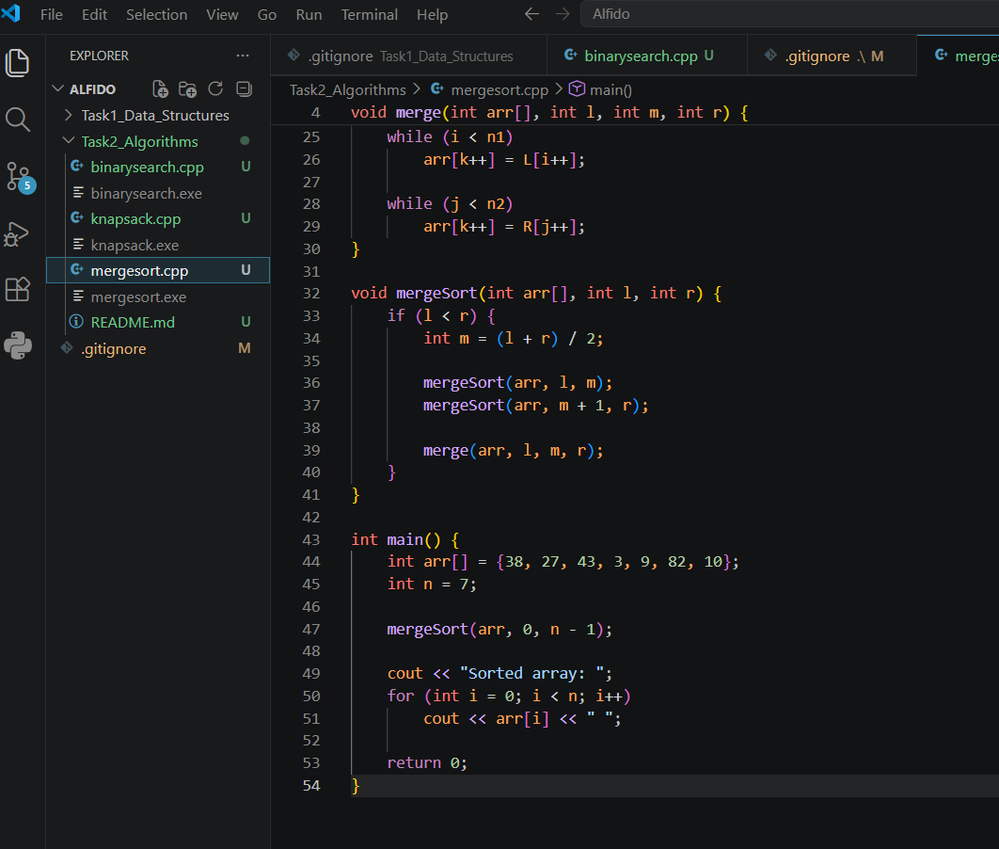 File Edit Selection View Go Run Terminal Help Alfido
EXPLORER
ALFIDO
Task1_Data_Structures
Task2_Algorithms
binarysearch.cpp U
binarysearch.exe
knapsack.cpp U
knapsack.exe
mergesort.cpp U
mergesort.exe
README.md U
.gitignore M
5
.gitignore Task1_Data_Structures binarysearch.cpp U .gitignore .\ M merges
Task2_Algorithms > mergesort.cpp > main()
4 void merge(int arr[], int l, int m, int r) {
25 while (i < n1)
26 arr[k++] = L[i++];
27
28 while (j < n2)
29 arr[k++] = R[j++];
30 }
31
32 void mergeSort(int arr[], int l, int r) {
33 if (l < r) {
34 int m = (l + r) / 2;
35
36 mergeSort(arr, l, m);
37 mergeSort(arr, m + 1, r);
38
39 merge(arr, l, m, r);
40 }
41 }
42
43 int main() {
44 int arr[] = {38, 27, 43, 3, 9, 82, 10};
45 int n = 7;
46
47 mergeSort(arr, 0, n - 1);
48
49 cout << "Sorted array: ";
50 for (int i = 0; i < n; i++)
51 cout << arr[i] << " ";
52
53 return 0;
54 }